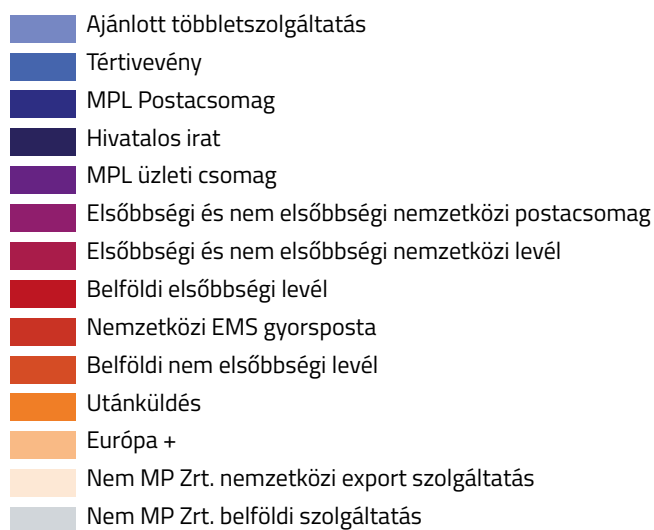 Ajánlott többletszolgáltatás
Tértivevény
MPL Postacsomag
Hivatalos irat
MPL üzleti csomag
Elsőbbségi és nem elsőbbségi nemzetközi postacsomag
Elsőbbségi és nem elsőbbségi nemzetközi levél
Belföldi elsőbbségi levél
Nemzetközi EMS gyorsposta
Belföldi nem elsőbbségi levél
Utánküldés
Európa +
Nem MP Zrt. nemzetközi export szolgáltatás
Nem MP Zrt. belföldi szolgáltatás